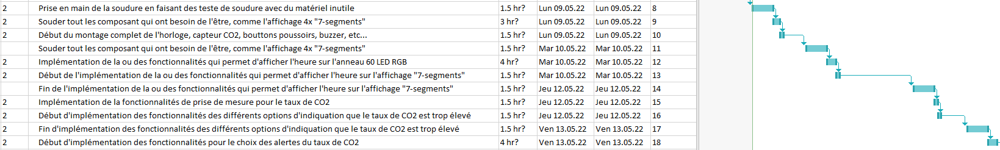 2 Prise en main de la soudure en faisant des teste de soudure avec du matériel inutile 1.5 hr? Lun 09.05.22 Lun 09.05.22 8
2 Souder tout les composant qui ont besoin de l'être, comme l'affichage 4x "7-segments" 3 hr? Lun 09.05.22 Lun 09.05.22 9
2 Début du montage complet de l'horloge, capteur CO2, bouttons poussoirs, buzzer, etc... 1.5 hr? Lun 09.05.22 Lun 09.05.22 10
Souder tout les composant qui ont besoin de l'être, comme l'affichage 4x "7-segments" 1.5 hr? Mar 10.05.22 Mar 10.05.22 11
2 Implémentation de la ou des fonctionnalités qui permet d'afficher l'heure sur l'anneau 60 LED RGB 4 hr? Mar 10.05.22 Mar 10.05.22 12
2 Début de l'implémentation de la ou des fonctionnalités qui permet d'afficher l'heure sur l'affichage "7-segments" 1.5 hr? Mar 10.05.22 Mar 10.05.22 13
Fin de l'implémentation de la ou des fonctionnalités qui permet d'afficher l'heure sur l'affichage "7-segments" 1.5 hr? Jeu 12.05.22 Jeu 12.05.22 14
2 Implémentation de la fonctionnalités de prise de mesure pour le taux de CO2 1.5 hr? Jeu 12.05.22 Jeu 12.05.22 15
2 Début d'implémentation des fonctionnalités des différents options d'indiquation que le taux de CO2 est trop élevé 1.5 hr? Jeu 12.05.22 Jeu 12.05.22 16
2 Fin d'implémentation des fonctionnalités des différents options d'indiquation que le taux de CO2 est trop élevé 1.5 hr? Ven 13.05.22 Ven 13.05.22 17
2 Début d'implémentation des fonctionnalités pour le choix des alertes du taux de CO2 4 hr? Ven 13.05.22 Ven 13.05.22 18